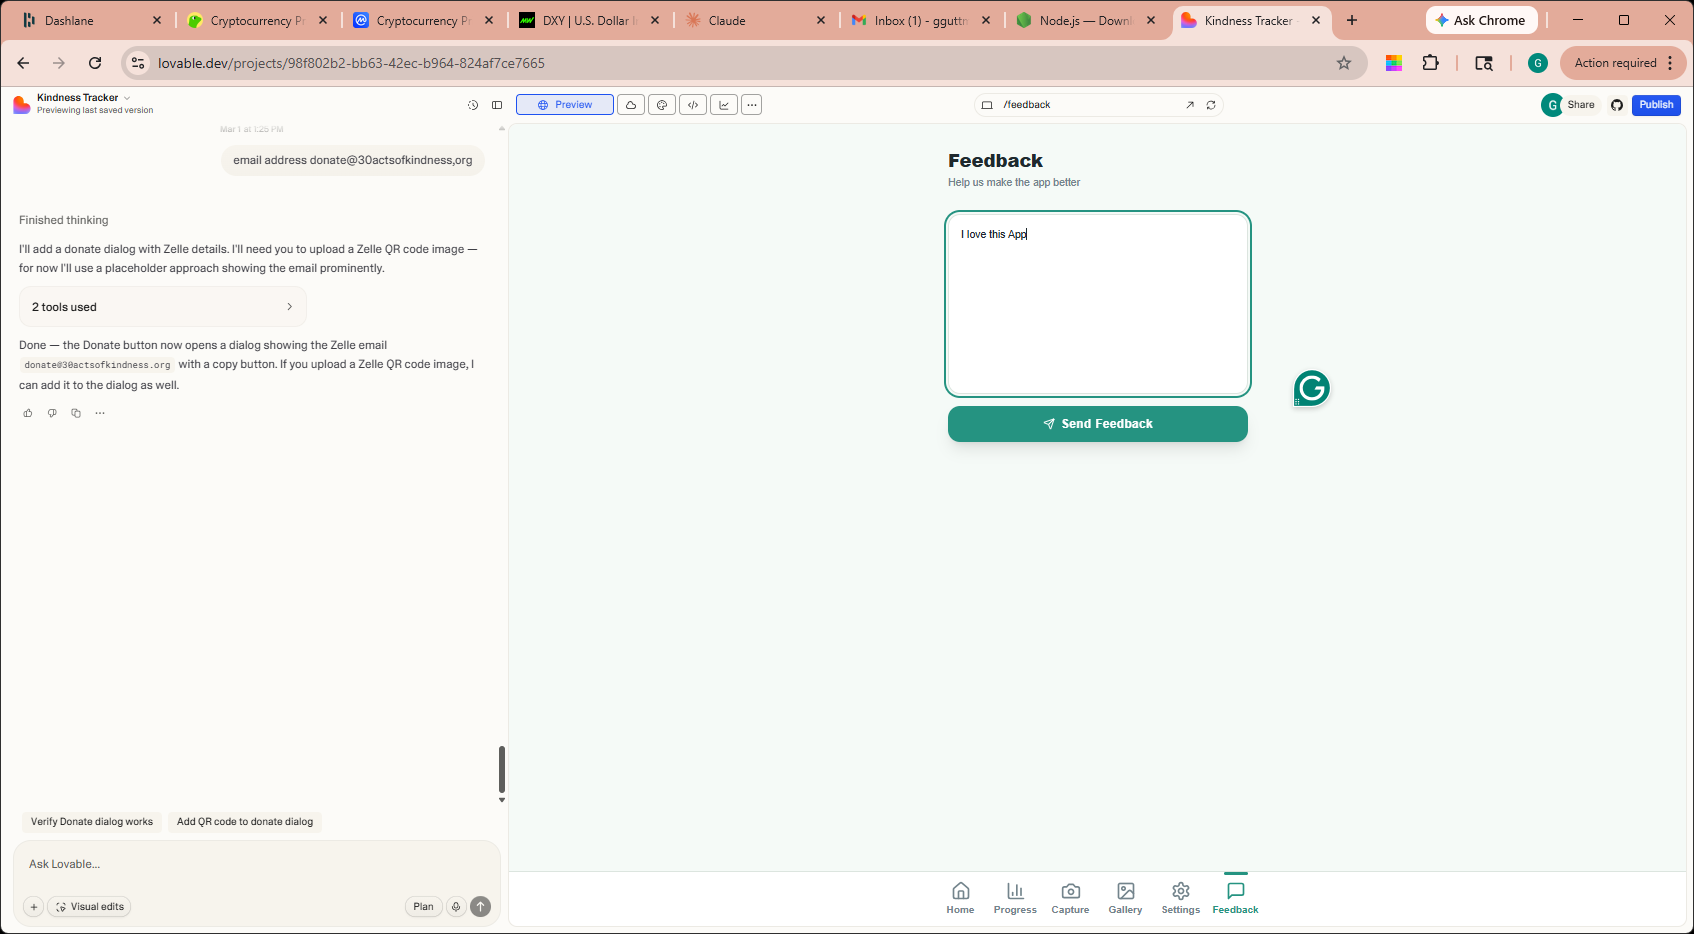 Dashlane
Cryptocurrency Pr
Cryptocurrency Pr
DXY | U.S. Dollar I
Claude
Inbox (1) - gguttm
Node.js — Downl
Kindness Tracker -
Ask Chrome
lovable.dev/projects/98f802b2-bb63-42ec-b964-824af7ce7665
G
Action required
Kindness Tracker
Previewing last saved version
Preview
/feedback
G
Share
Publish
Mar 1 at 1:25 PM
email address donate@30actsofkindness,org
Finished thinking
I'll add a donate dialog with Zelle details. I'll need you to upload a Zelle QR code image —
for now I'll use a placeholder approach showing the email prominently.
2 tools used
Done — the Donate button now opens a dialog showing the Zelle email
donate@30actsofkindness.org with a copy button. If you upload a Zelle QR code image, I
can add it to the dialog as well.
Verify Donate dialog works
Add QR code to donate dialog
Ask Lovable...
Visual edits
Plan
Feedback
Help us make the app better
I love this App
Send Feedback
Home
Progress
Capture
Gallery
Settings
Feedback